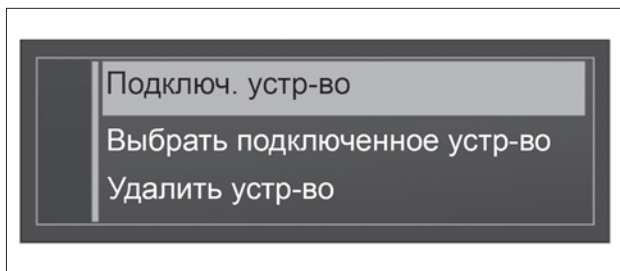 Подключ. устр-во
Выбрать подключенное устр-во
Удалить устр-во